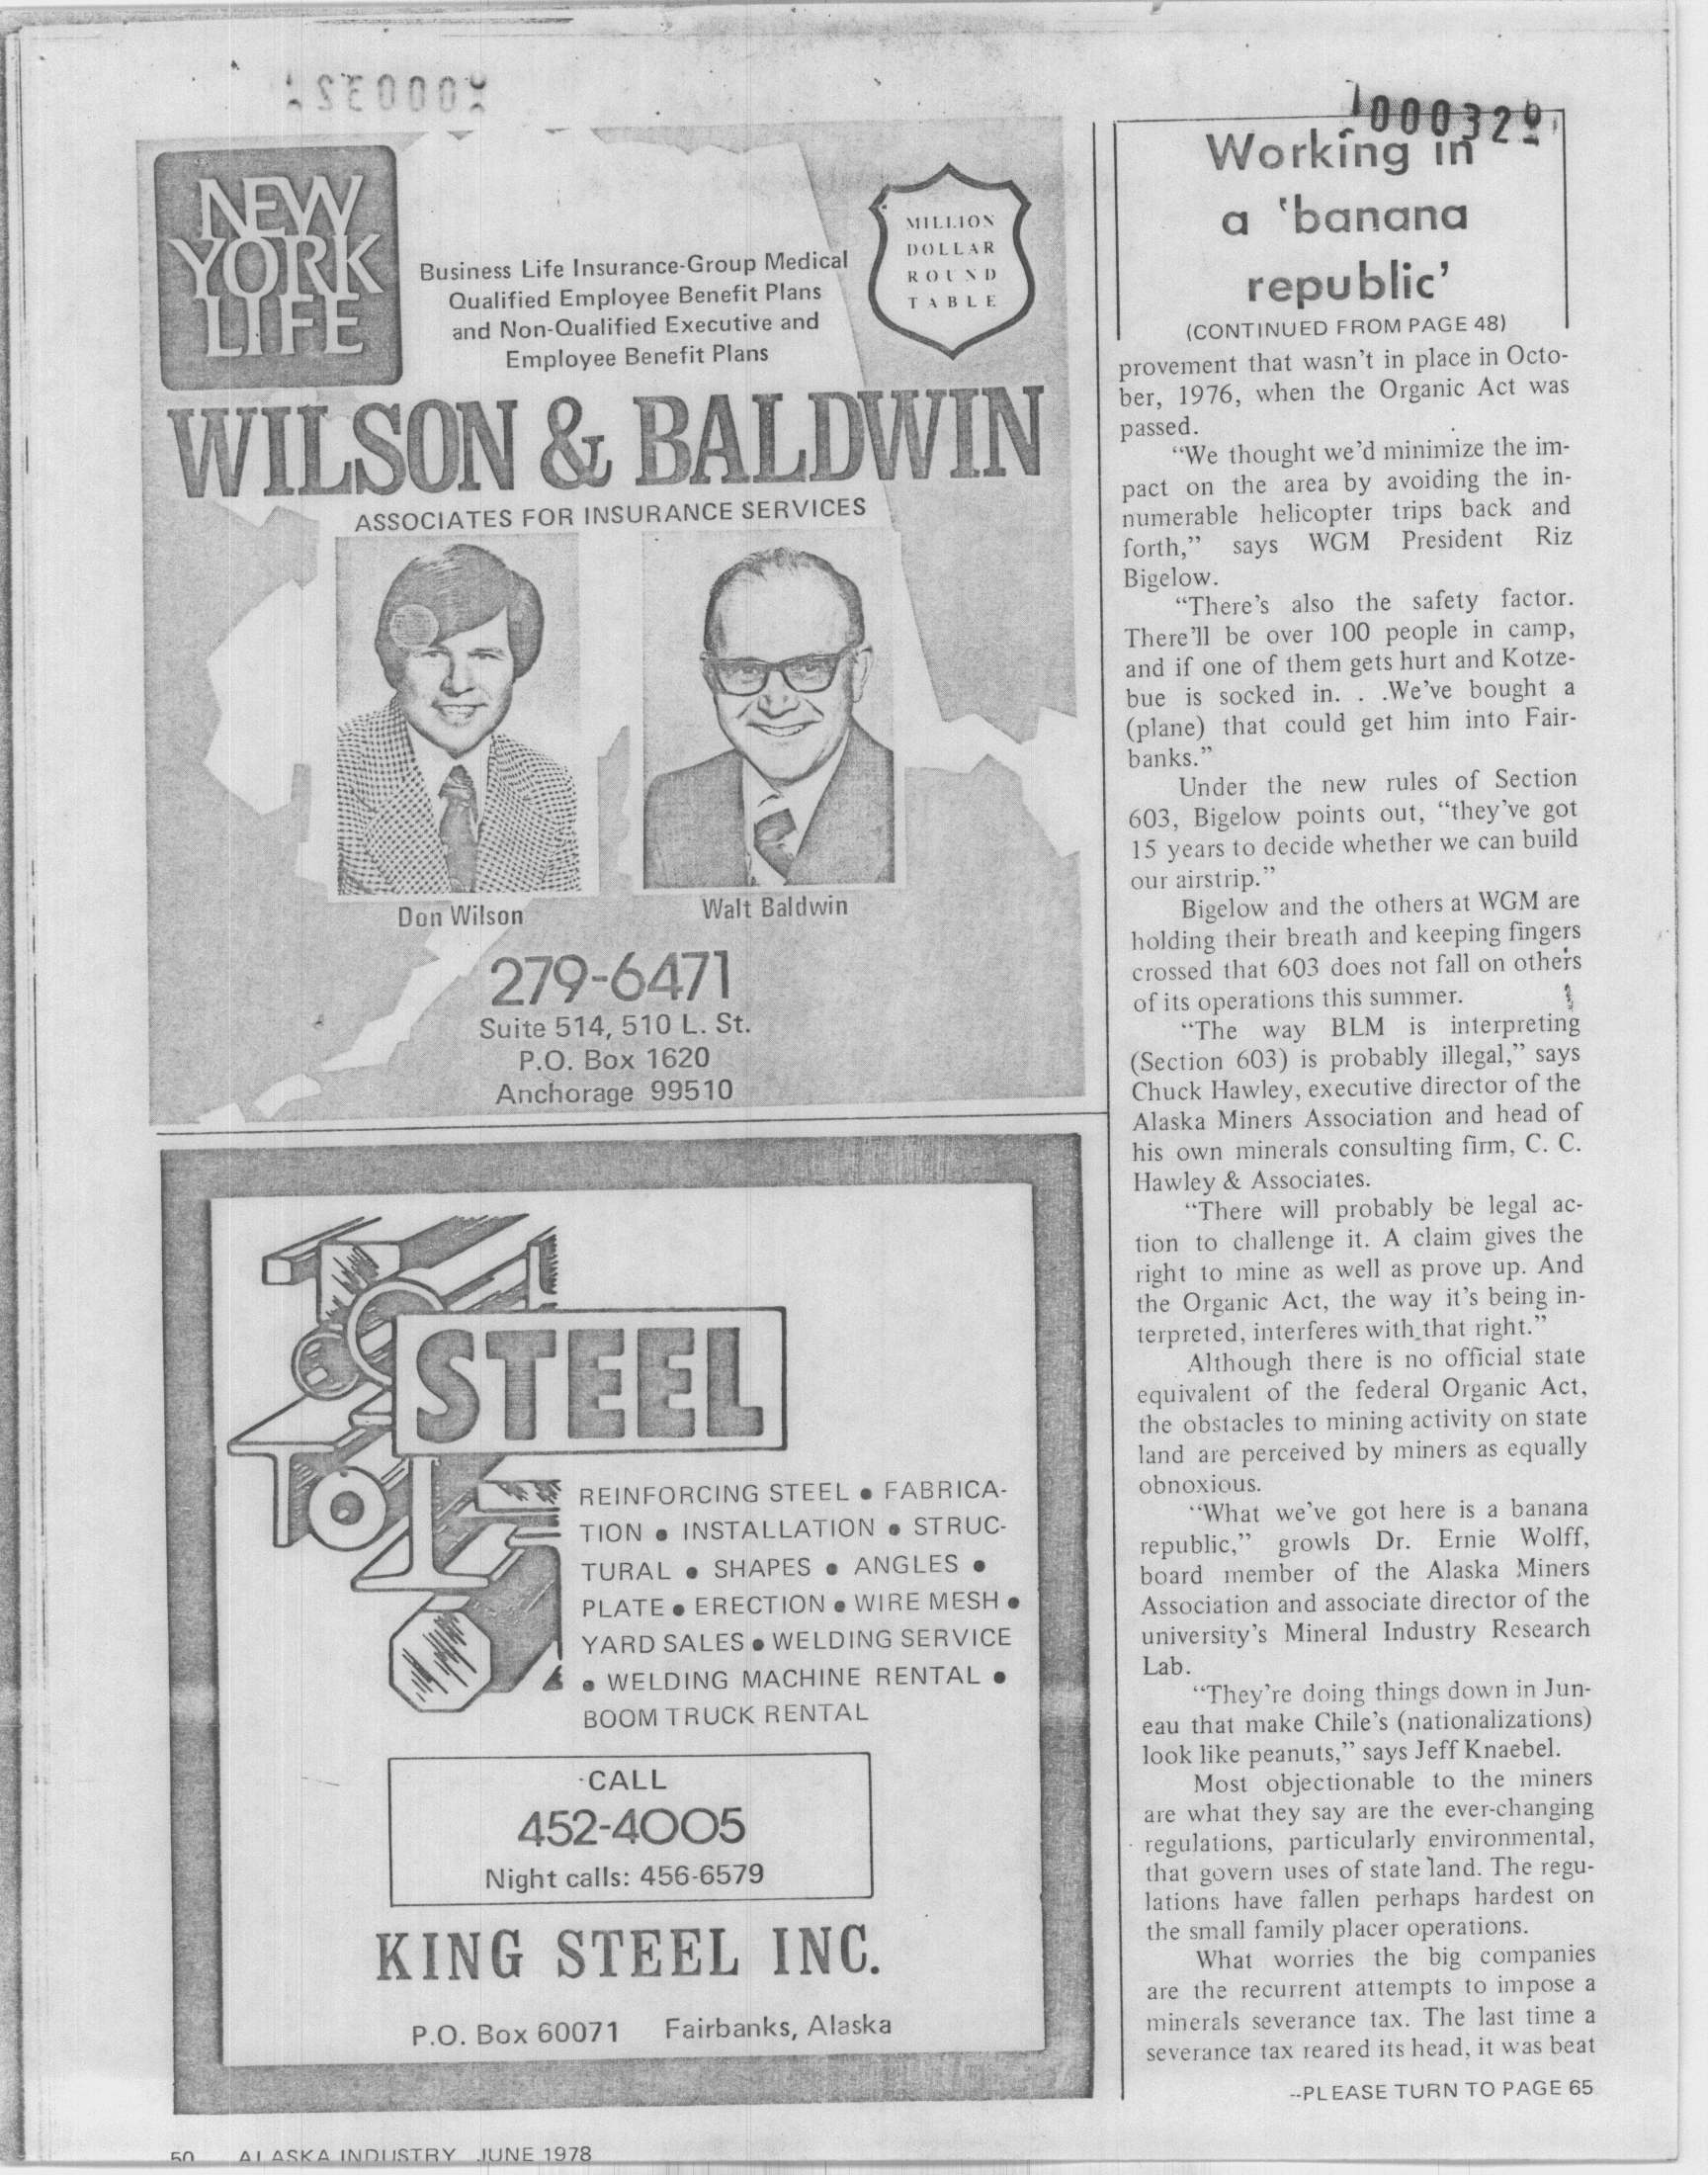 1000320
NEW
YORK
LIFE
Business Life Insurance-Group Medical
Qualified Employee Benefit Plans
and Non-Qualified Executive and
Employee Benefit Plans
MILLION
DOLLAR
ROUND
TABLE
WILSON & BALDWIN
ASSOCIATES FOR INSURANCE SERVICES
Don Wilson
Walt Baldwin
279-6471
Suite 514, 510 L. St.
P.O. Box 1620
Anchorage 99510
STEEL
REINFORCING STEEL ● FABRICA-
TION ● INSTALLATION ● STRUC-
TURAL ● SHAPES ● ANGLES ●
PLATE ● ERECTION ● WIRE MESH ●
YARD SALES ● WELDING SERVICE
● WELDING MACHINE RENTAL ●
BOOM TRUCK RENTAL
CALL
452-4005
Night calls: 456-6579
KING STEEL INC.
P.O. Box 60071 Fairbanks, Alaska
Working in
a 'banana
republic'
(CONTINUED FROM PAGE 48)
provement that wasn't in place in Octo-
ber, 1976, when the Organic Act was
passed.
"We thought we'd minimize the im-
pact on the area by avoiding the in-
numerable helicopter trips back and
forth," says WGM President Riz
Bigelow.
"There's also the safety factor.
There'll be over 100 people in camp,
and if one of them gets hurt and Kotze-
bue is socked in. . .We've bought a
(plane) that could get him into Fair-
banks."
Under the new rules of Section
603, Bigelow points out, "they've got
15 years to decide whether we can build
our airstrip."
Bigelow and the others at WGM are
holding their breath and keeping fingers
crossed that 603 does not fall on others
of its operations this summer.
"The way BLM is interpreting
(Section 603) is probably illegal," says
Chuck Hawley, executive director of the
Alaska Miners Association and head of
his own minerals consulting firm, C. C.
Hawley & Associates.
"There will probably be legal ac-
tion to challenge it. A claim gives the
right to mine as well as prove up. And
the Organic Act, the way it's being in-
terpreted, interferes with that right."
Although there is no official state
equivalent of the federal Organic Act,
the obstacles to mining activity on state
land are perceived by miners as equally
obnoxious.
"What we've got here is a banana
republic," growls Dr. Ernie Wolff,
board member of the Alaska Miners
Association and associate director of the
university's Mineral Industry Research
Lab.
"They're doing things down in Jun-
eau that make Chile's (nationalizations)
look like peanuts," says Jeff Knaebel.
Most objectionable to the miners
are what they say are the ever-changing
regulations, particularly environmental,
that govern uses of state land. The regu-
lations have fallen perhaps hardest on
the small family placer operations.
What worries the big companies
are the recurrent attempts to impose a
minerals severance tax. The last time a
severance tax reared its head, it was beat
--PLEASE TURN TO PAGE 65
50 ALASKA INDUSTRY JUNE 1978